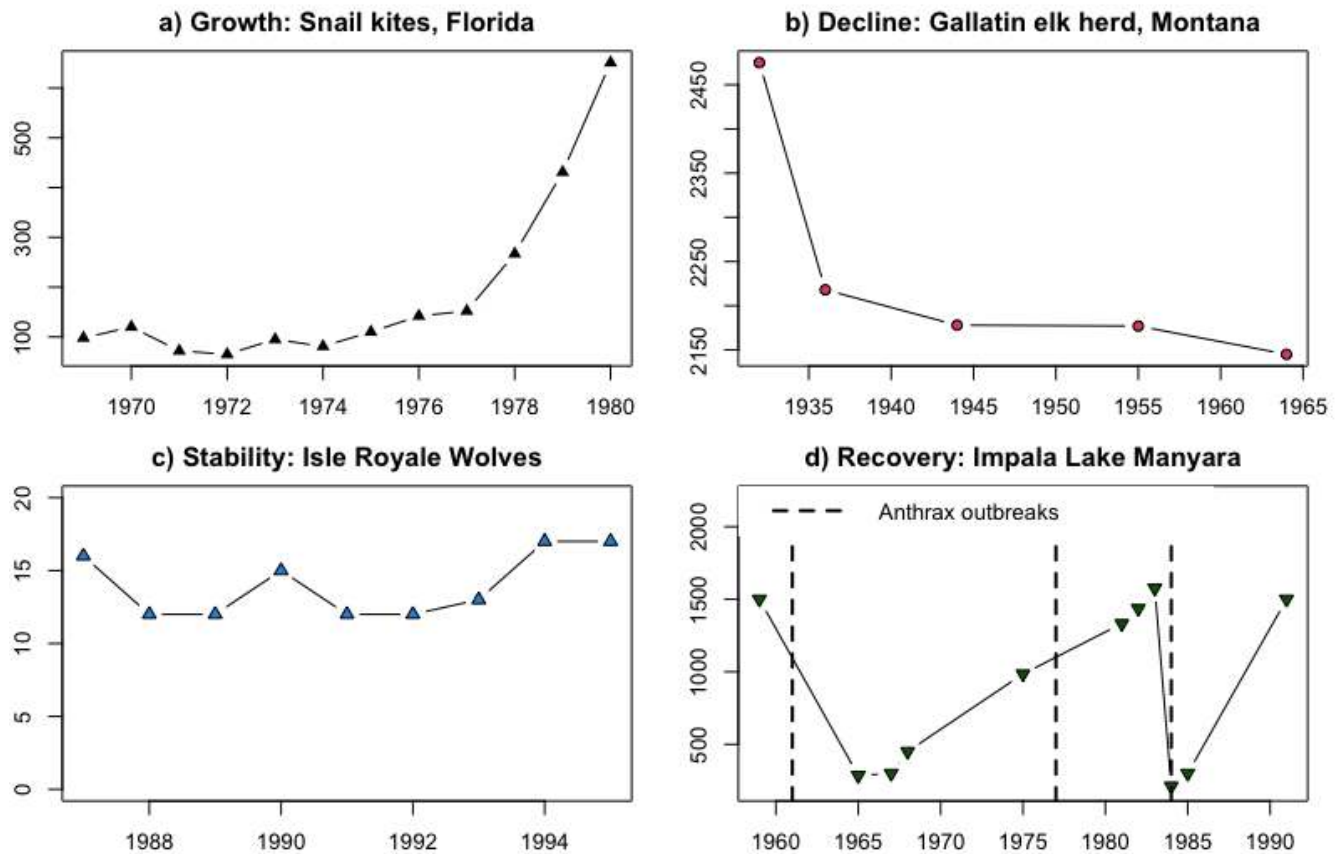 a) Growth: Snail kites, Florida
500
300
100
1970 1972 1974 1976 1978 1980
b) Decline: Gallatin elk herd, Montana
2450
2350
2250
2150
1935 1940 1945 1950 1955 1960 1965
c) Stability: Isle Royale Wolves
20
15
10
5
0
1988 1990 1992 1994
d) Recovery: Impala Lake Manyara
Anthrax outbreaks
2000
1500
1000
500
1960 1965 1970 1975 1980 1985 1990